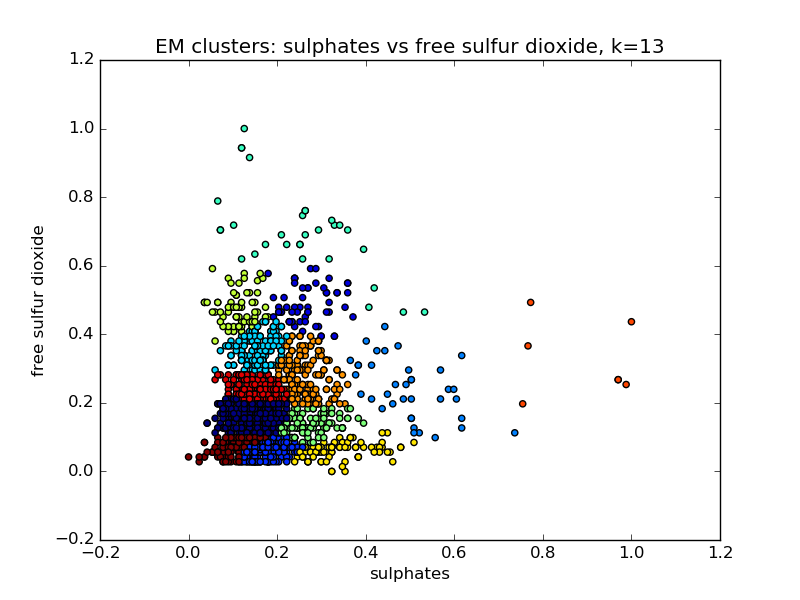 EM clusters: sulphates vs free sulfur dioxide, k=13
1.2
1.0
0.8
0.6
0.4
0.2
0.0
−0.2
free sulfur dioxide
−0.2 0.0 0.2 0.4 0.6 0.8 1.0 1.2
sulphates